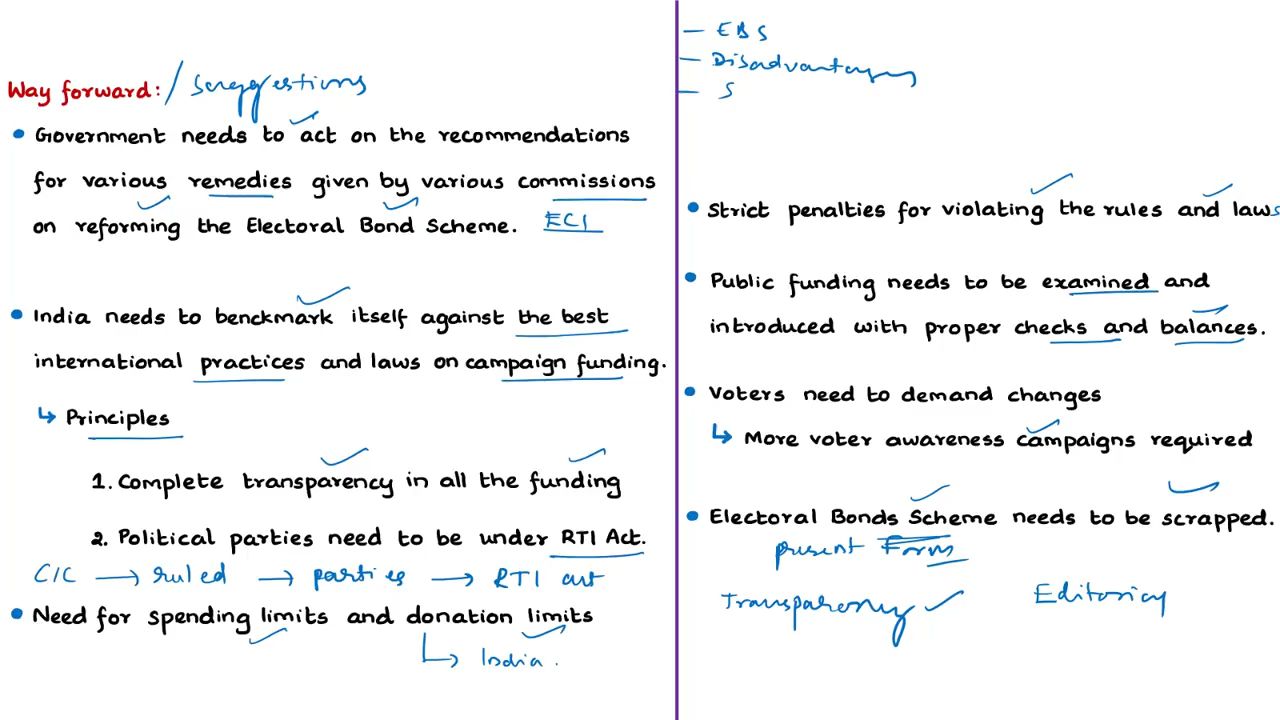 Way forward: / Suggestions
• Government needs to act on the recommendations
for various remedies given by various commissions
on reforming the Electoral Bond Scheme. ECI
• India needs to benckmark itself against the best
international practices and laws on campaign funding.
↳ Principles
1. Complete transparency in all the funding
2. Political parties need to be under RTI Act.
CIC → ruled → parties → RTI act
• Need for spending limits and donation limits
↳ India.
— EBS
— Disadvantages
— S
• Strict penalties for violating the rules and laws
• Public funding needs to be examined and
introduced with proper checks and balances.
• Voters need to demand changes
↳ More voter awareness campaigns required
• Electoral Bonds Scheme needs to be scrapped.
present Form
Transparency